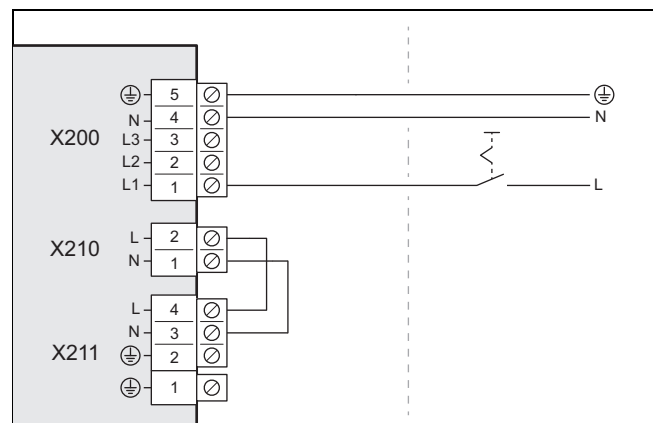 ⏚ 5 ⏚
N 4 N
X200 L3 3
L2 2
L1 1 L
L 2
X210 N 1
L 4
N 3
X211 ⏚ 2
⏚ 1